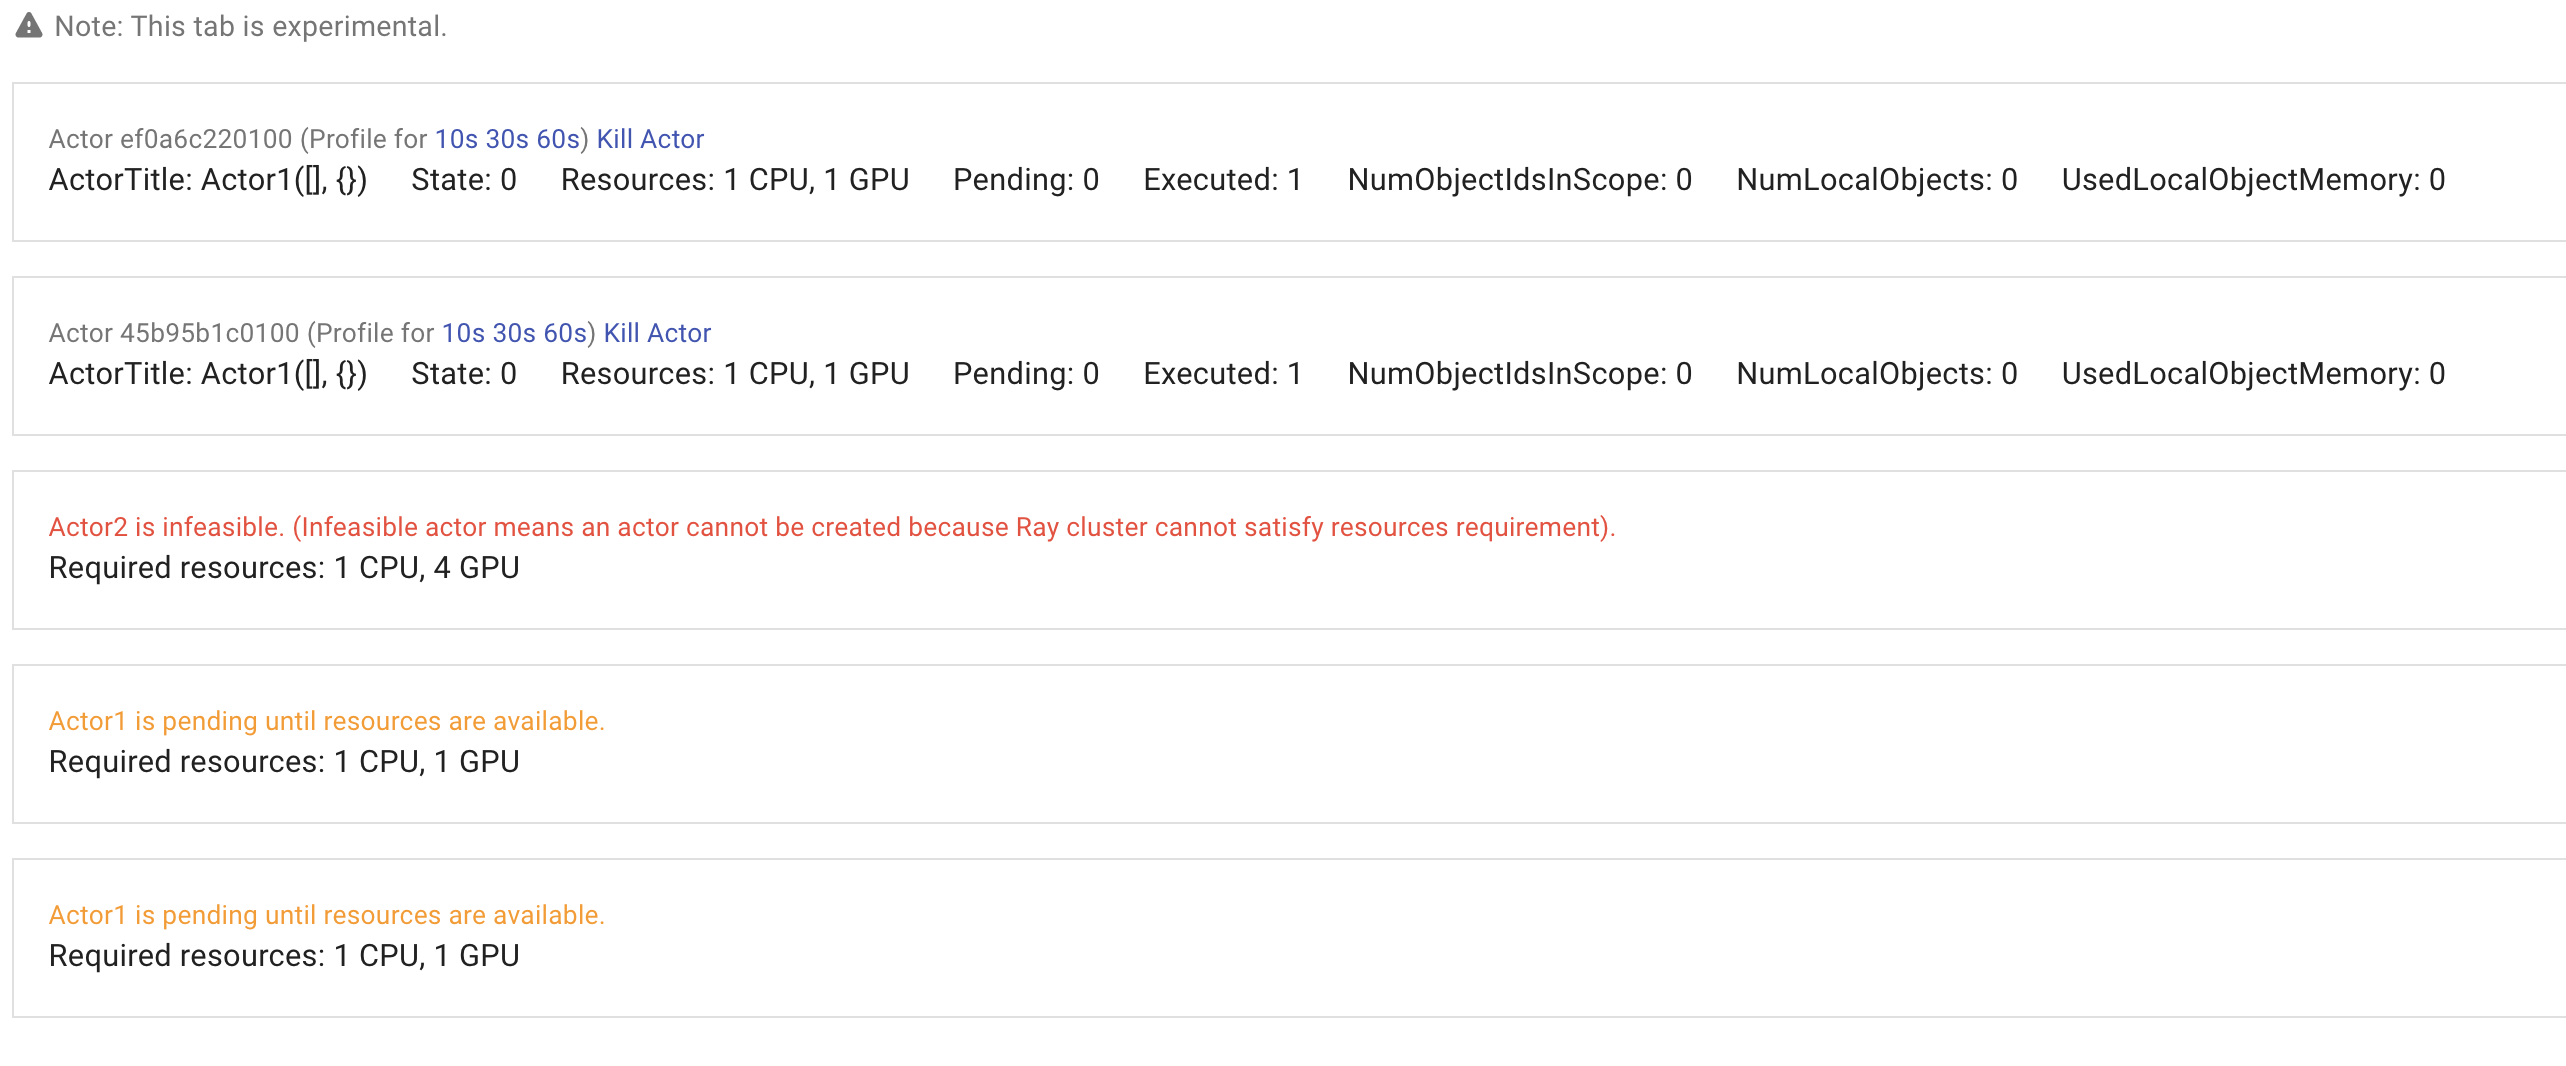 Note: This tab is experimental.
Actor ef0a6c220100 (Profile for 10s 30s 60s) Kill Actor
ActorTitle: Actor1([], {}) State: 0 Resources: 1 CPU, 1 GPU Pending: 0 Executed: 1 NumObjectIdsInScope: 0 NumLocalObjects: 0 UsedLocalObjectMemory: 0
Actor 45b95b1c0100 (Profile for 10s 30s 60s) Kill Actor
ActorTitle: Actor1([], {}) State: 0 Resources: 1 CPU, 1 GPU Pending: 0 Executed: 1 NumObjectIdsInScope: 0 NumLocalObjects: 0 UsedLocalObjectMemory: 0
Actor2 is infeasible. (Infeasible actor means an actor cannot be created because Ray cluster cannot satisfy resources requirement).
Required resources: 1 CPU, 4 GPU
Actor1 is pending until resources are available.
Required resources: 1 CPU, 1 GPU
Actor1 is pending until resources are available.
Required resources: 1 CPU, 1 GPU